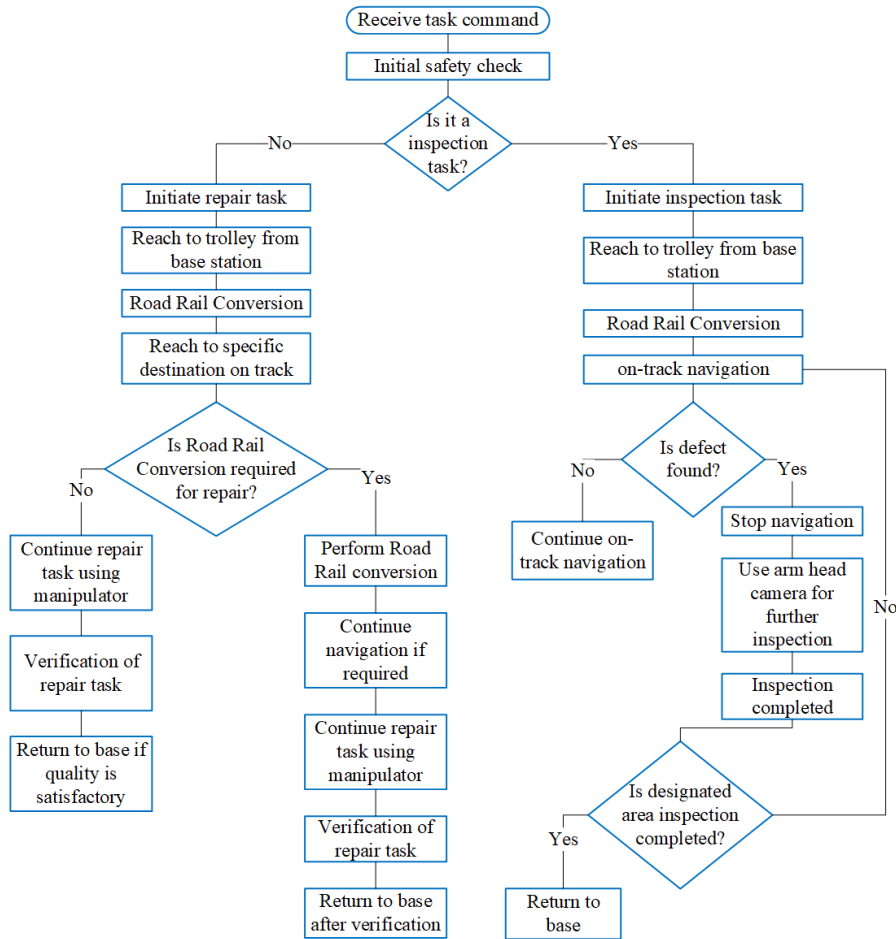 Receive task command
Initial safety check
Is it a
inspection
task?
No
Yes
Initiate repair task
Reach to trolley from
base station
Road Rail Conversion
Reach to specific
destination on track
Is Road Rail
Conversion required
for repair?
No
Yes
Continue repair
task using
manipulator
Verification of
repair task
Return to base if
quality is
satisfactory
Perform Road
Rail conversion
Continue
navigation if
required
Continue repair
task using
manipulator
Verification of
repair task
Return to base
after verification
Initiate inspection task
Reach to trolley from base
station
Road Rail Conversion
on-track navigation
Is defect
found?
No
Yes
Continue on-
track navigation
Stop navigation
Use arm head
camera for
further
inspection
Inspection
completed
Is designated
area inspection
completed?
No
Yes
Return to
base